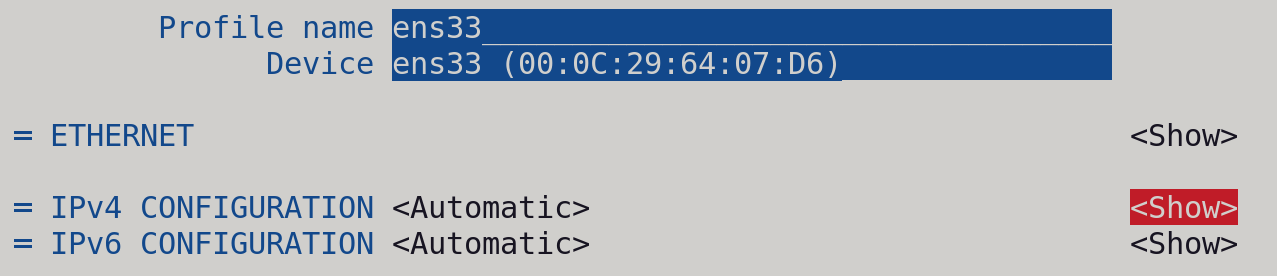 Profile name ens33
Device ens33 (00:0C:29:64:07:D6)
= ETHERNET <Show>
= IPv4 CONFIGURATION <Automatic> <Show>
= IPv6 CONFIGURATION <Automatic> <Show>